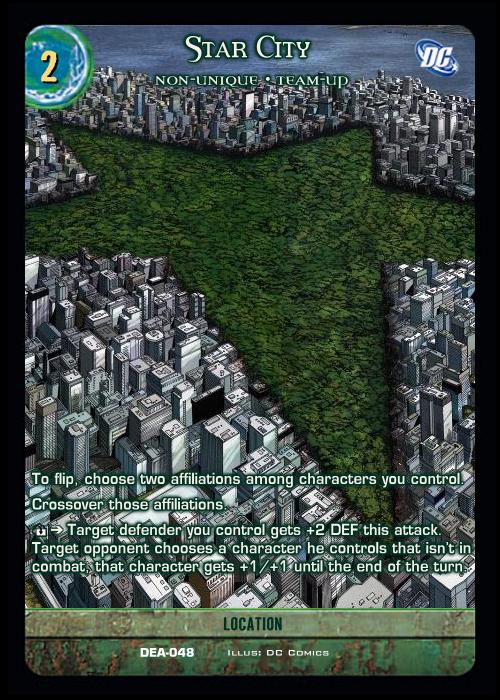 2
STAR CITY
NON-UNIQUE • TEAM-UP
DC
To flip, choose two affiliations among characters you control.
Crossover those affiliations.
➔ Target defender you control gets +2 DEF this attack.
Target opponent chooses a character he controls that isn't in
combat, that character gets +1/+1 until the end of the turn.
LOCATION
DEA-048 ILLUS: DC COMICS